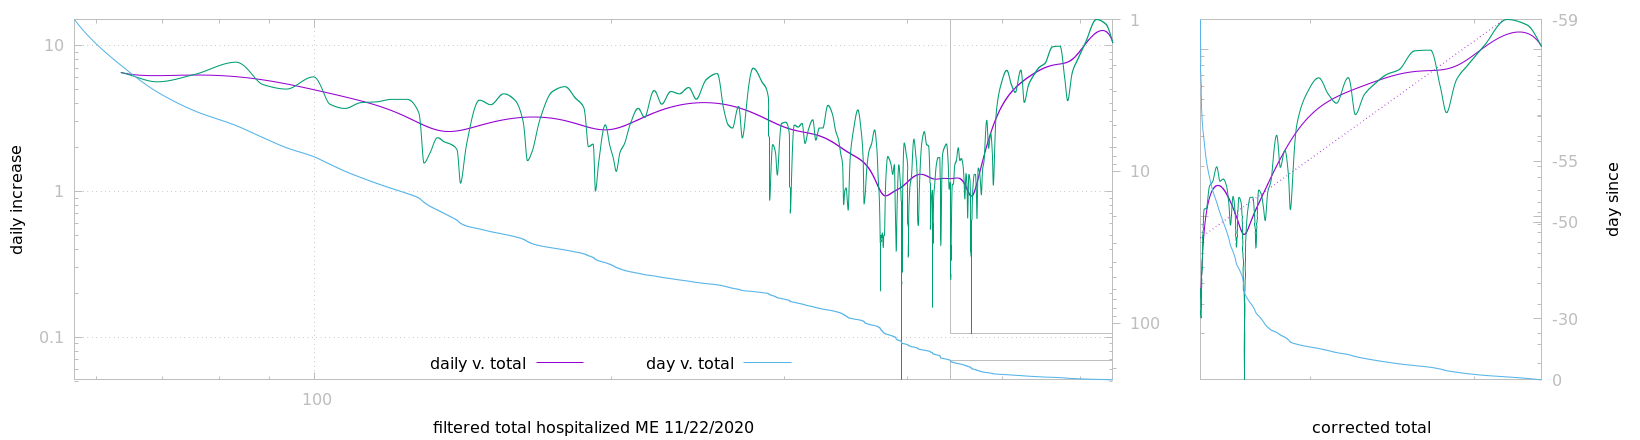 10
1
0.1
daily increase
100
daily v. total
day v. total
filtered total hospitalized ME 11/22/2020
1
10
100
-59
-55
-50
-30
0
day since
corrected total